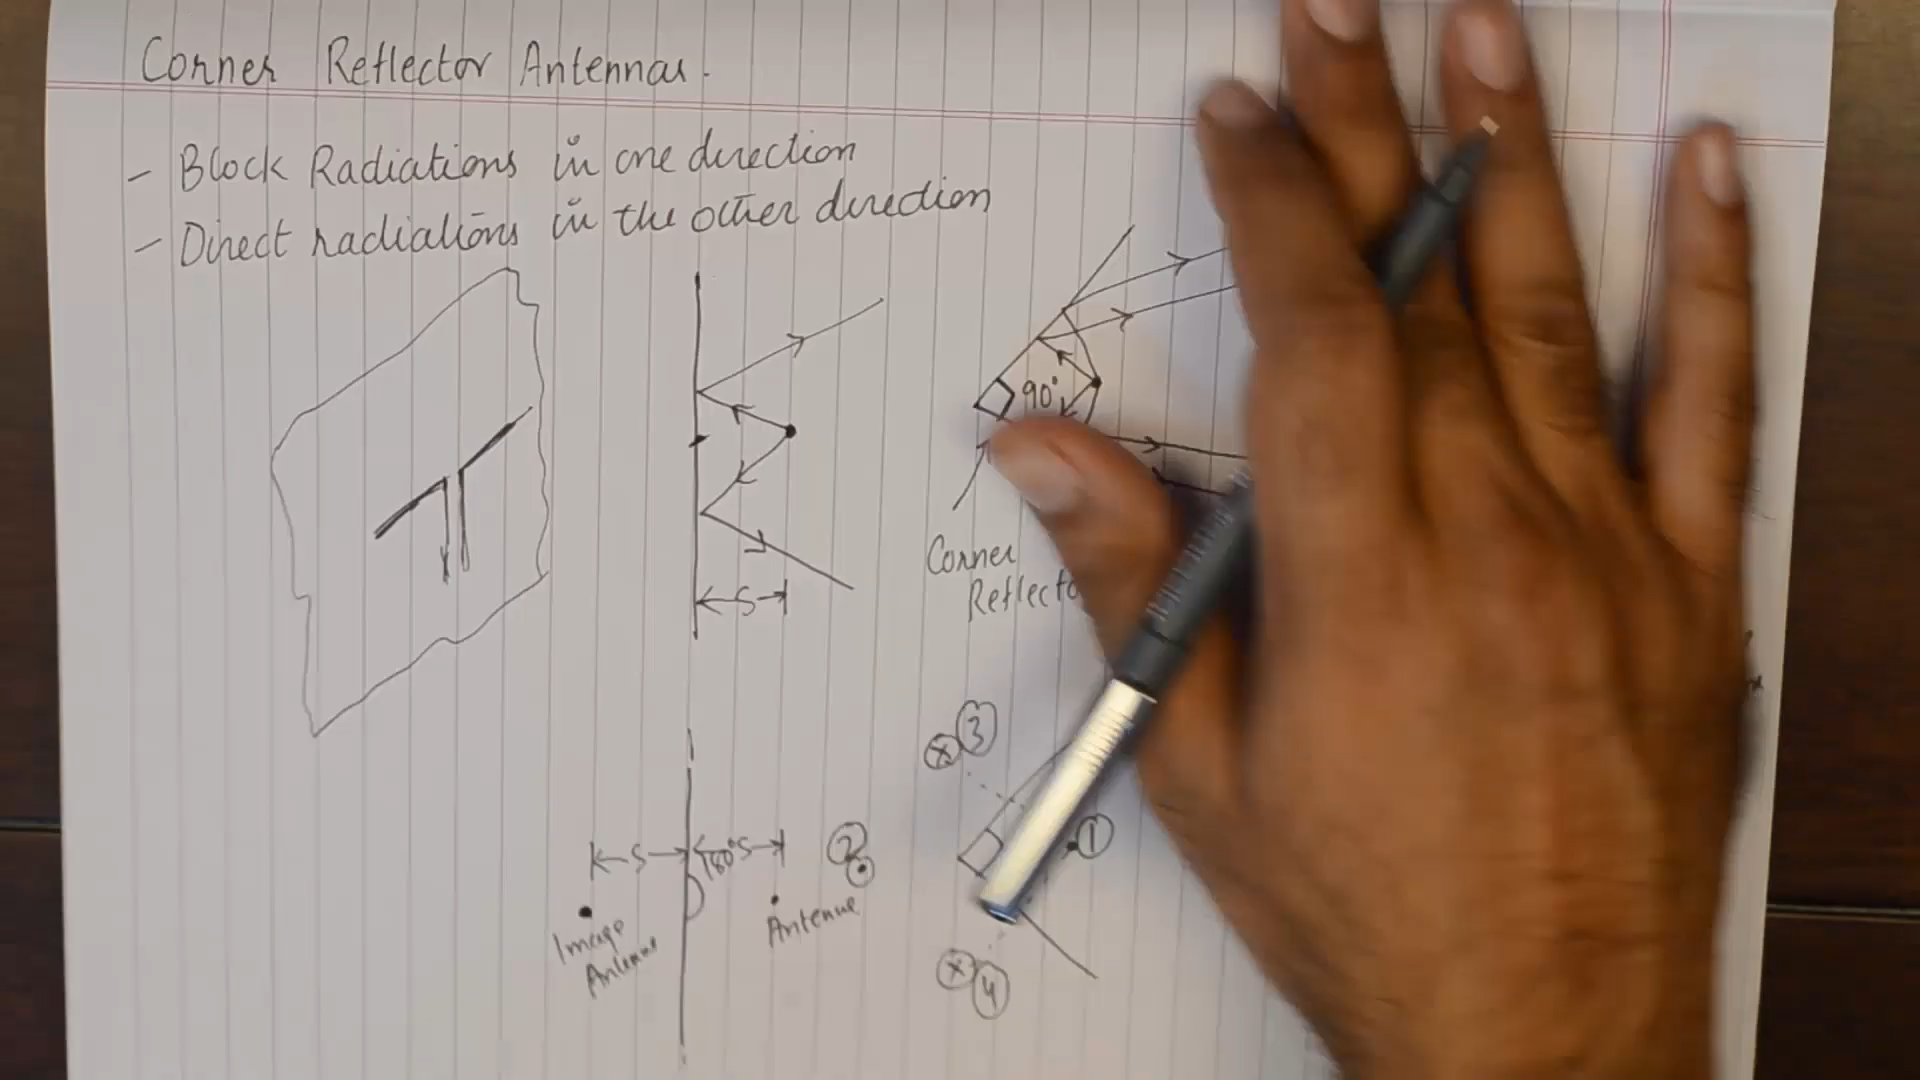 Corner Reflector Antennas.
- Block Radiations in one direction
- Direct radiations in the other direction
90°
S
Corner
Reflecto
3
x
S
180°
S
2
1
Antenna
Image
Antenna
x
4